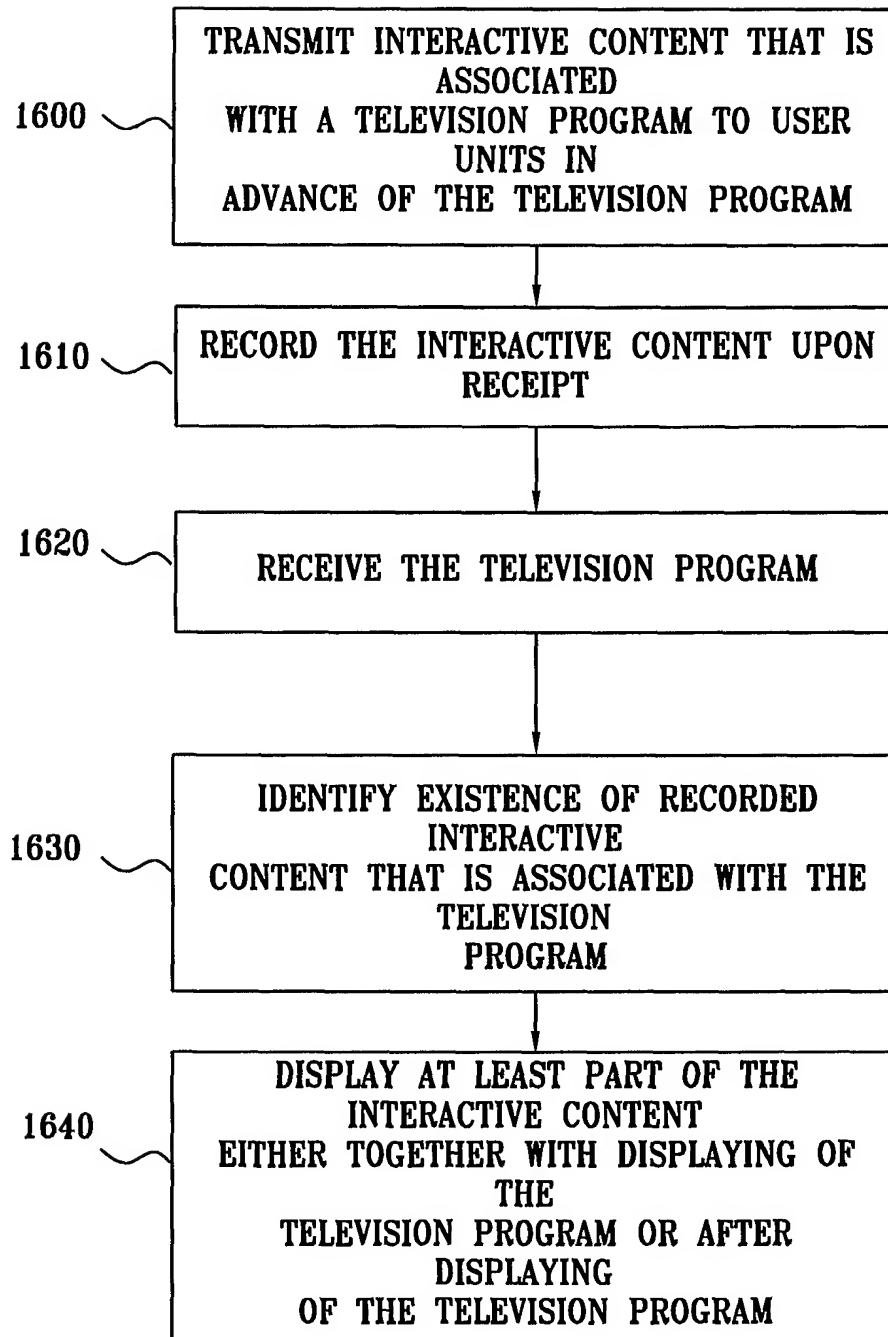 TRANSMIT INTERACTIVE CONTENT THAT IS
ASSOCIATED
1600
WITH A TELEVISION PROGRAM TO USER
UNITS IN
ADVANCE OF THE TELEVISION PROGRAM
1610
RECORD THE INTERACTIVE CONTENT UPON
RECEIPT
1620
RECEIVE THE TELEVISION PROGRAM
IDENTIFY EXISTENCE OF RECORDED
INTERACTIVE
1630
CONTENT THAT IS ASSOCIATED WITH THE
TELEVISION
PROGRAM
DISPLAY AT LEAST PART OF THE
INTERACTIVE CONTENT
1640
EITHER TOGETHER WITH DISPLAYING OF
THE
TELEVISION PROGRAM OR AFTER
DISPLAYING
OF THE TELEVISION PROGRAM